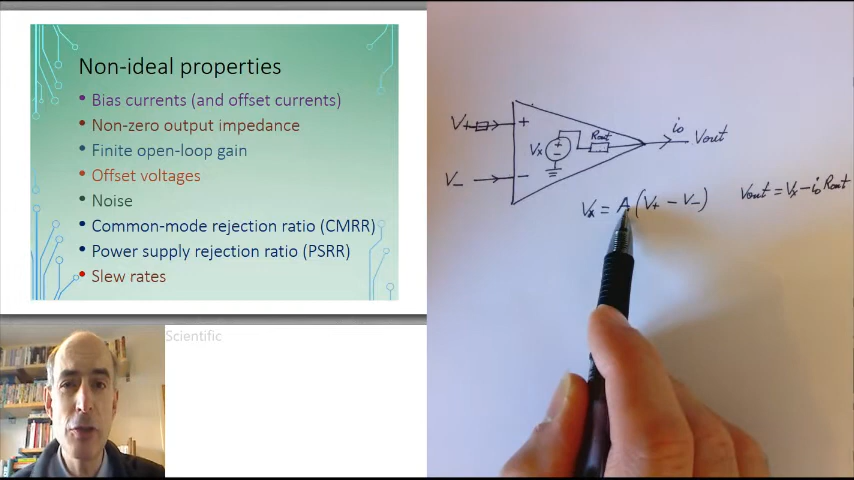 Non-ideal properties
• Bias currents (and offset currents)
• Non-zero output impedance
• Finite open-loop gain
• Offset voltages
• Noise
• Common-mode rejection ratio (CMRR)
• Power supply rejection ratio (PSRR)
• Slew rates
Scientific
V+
+
Vx
+
−
Rout
io
Vout
V−
−
Vx = A (V+ − V−)
Vout = Vx − io Rout